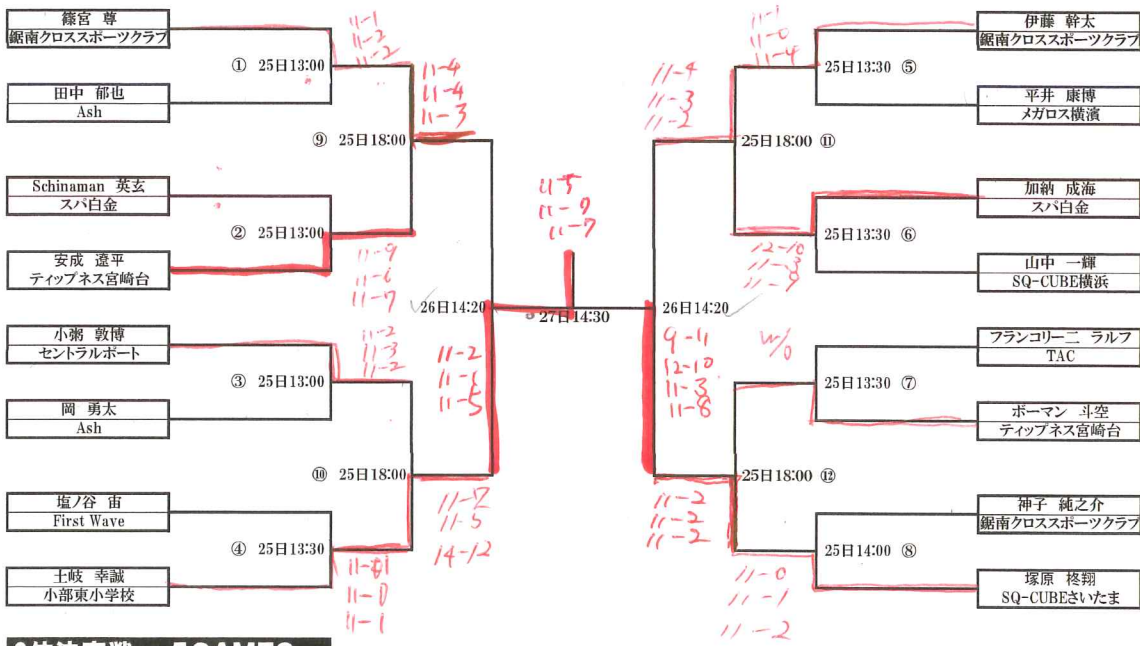 篠宮 尊
鋸南クロススポーツクラブ
11-1
11-2
11-2
① 25日13:00
田中 郁也
Ash
11-4
11-4
11-3
⑨ 25日18:00
Schinaman 英玄
スパ白金
② 25日13:00
安成 遼平
ティップネス宮崎台
11-9
11-6
11-7
26日14:20
小粥 敦博
セントラルポート
11-2
11-3
11-2
③ 25日13:00
岡 勇太
Ash
11-2
11-5
⑩ 25日18:00
塩ノ谷 宙
First Wave
11-5
14-12
④ 25日13:30
土岐 幸誠
小部東小学校
11-1
11-7
27日14:30
伊藤 幹太
鋸南クロススポーツクラブ
11-1
11-0
11-4
25日13:30 ⑤
平井 康博
メガロス横濱
11-4
11-3
11-2
25日18:00 ⑪
加納 成海
スパ白金
25日13:30 ⑥
山中 一輝
SQ-CUBE横浜
12-10
26日14:20
9-11
12-10
11-3
11-8
w/o
フランコリーニ ラルフ
TAC
25日13:30 ⑦
ボーマン 斗空
ティップネス宮崎台
25日18:00 ⑫
11-2
11-2
11-2
神子 純之介
鋸南クロススポーツクラブ
25日14:00 ⑧
塚原 柊翔
SQ-CUBEさいたま
11-0
11-1
11-2